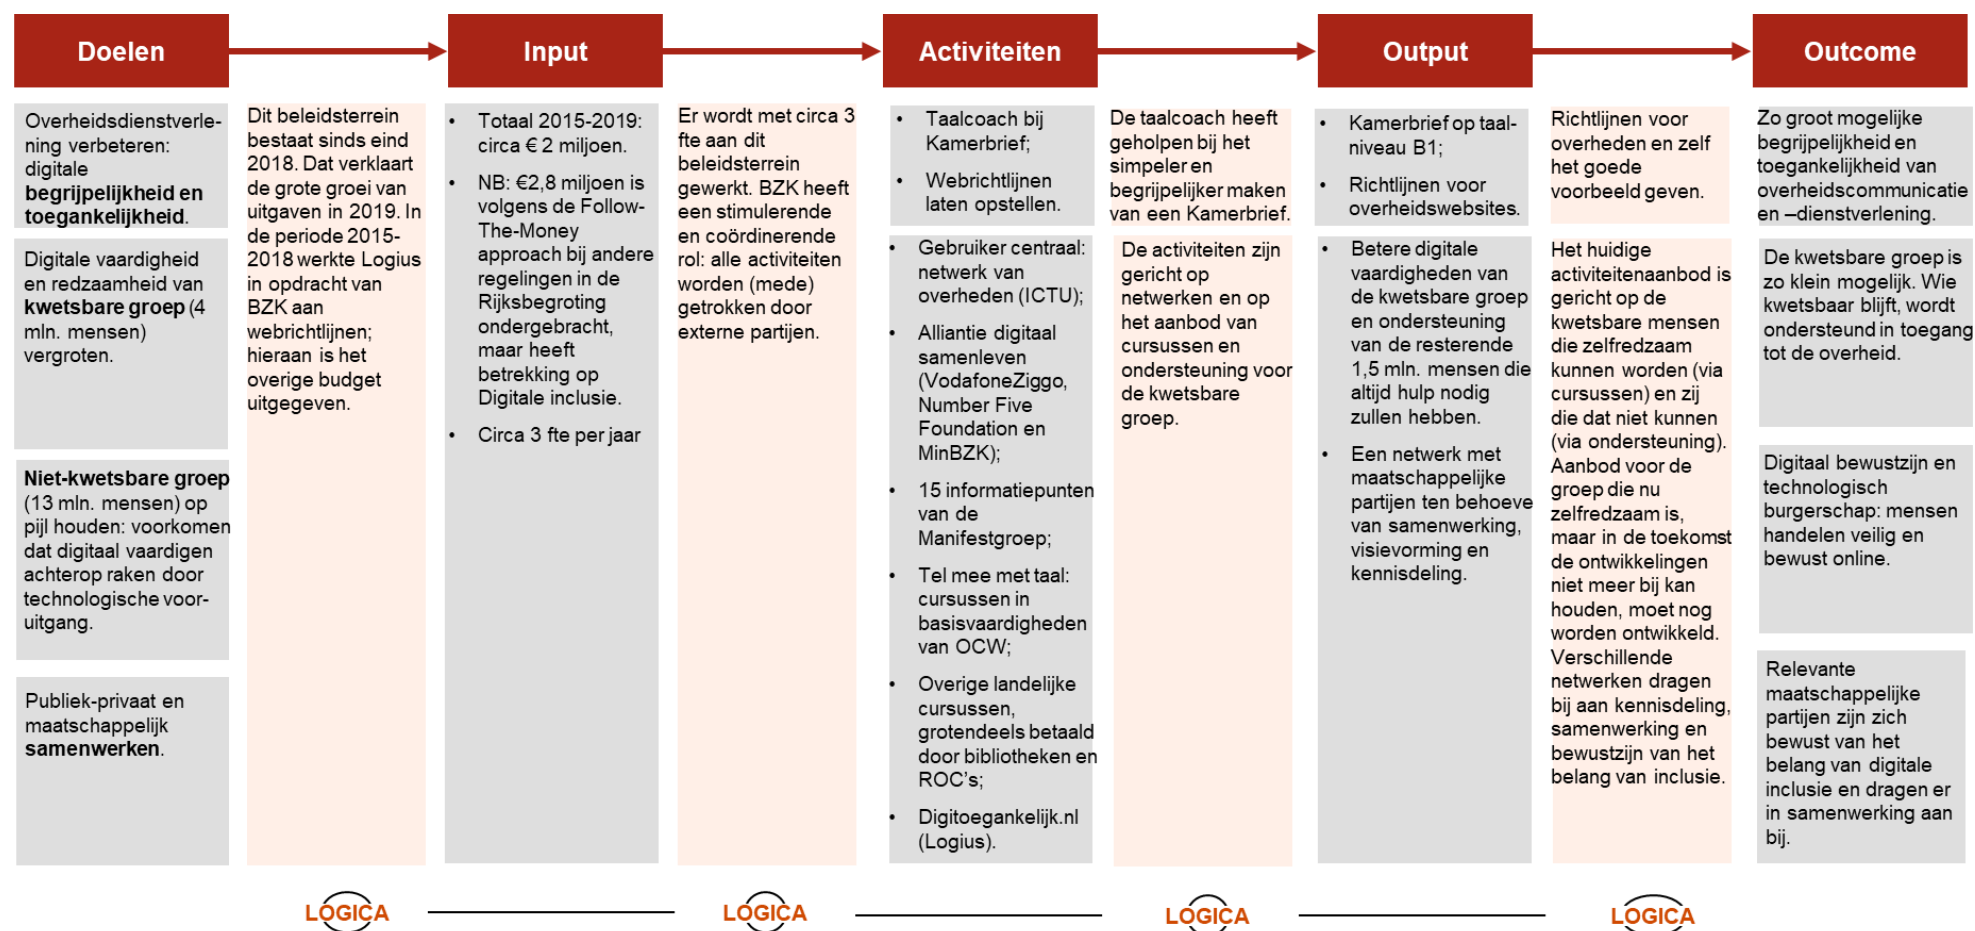 Doelen
Input
Activiteiten
Output
Outcome
Overheidsdienstverle-
ning verbeteren:
digitale
begrijpelijkheid en
toegankelijkheid.
Digitale vaardigheid
en redzaamheid van
kwetsbare groep (4
mln. mensen)
vergroten.
Niet-kwetsbare groep
(13 mln. mensen) op
pijl houden: voorkomen
dat digitaal vaardigen
achterop raken door
technologische voor-
uitgang.
Publiek-privaat en
maatschappelijk
samenwerken.
Dit beleidsterrein
bestaat sinds eind
2018. Dat verklaart
de grote groei van
uitgaven in 2019. In
de periode 2015-
2018 werkte Logius
in opdracht van
BZK aan
webrichtlijnen;
hieraan is het
overige budget
uitgegeven.
• Totaal 2015-2019:
circa € 2 miljoen.
• NB: €2,8 miljoen is
volgens de Follow-
The-Money
approach bij andere
regelingen in de
Rijksbegroting
ondergebracht,
maar heeft
betrekking op
Digitale inclusie.
• Circa 3 fte per jaar
Er wordt met circa 3
fte aan dit
beleidsterrein
gewerkt. BZK heeft
een stimulerende
en coördinerende
rol: alle activiteiten
worden (mede)
getrokken door
externe partijen.
• Taalcoach bij
Kamerbrief;
• Webrichtlijnen
laten opstellen.
• Gebruiker centraal:
netwerk van
overheden (ICTU);
• Alliantie digitaal
samenleven
(VodafoneZiggo,
Number Five
Foundation en
MinBZK);
• 15 informatiepunten
van de
Manifestgroep;
• Tel mee met taal:
cursussen in
basisvaardigheden
van OCW;
• Overige landelijke
cursussen,
grotendeels betaald
door bibliotheken en
ROC's;
• Digitoegankelijk.nl
(Logius).
De taalcoach heeft
geholpen bij het
simpeler en
begrijpelijker maken
van een Kamerbrief.
De activiteiten zijn
gericht op
netwerken en op
het aanbod van
cursussen en
ondersteuning voor
de kwetsbare
groep.
• Kamerbrief op taal-
niveau B1;
• Richtlijnen voor
overheidswebsites.
• Betere digitale
vaardigheden van
de kwetsbare groep
en ondersteuning
van de resterende
1,5 mln. mensen die
altijd hulp nodig
zullen hebben.
• Een netwerk met
maatschappelijke
partijen ten behoeve
van samenwerking,
visievorming en
kennisdeling.
Richtlijnen voor
overheden en zelf
het goede
voorbeeld geven.
Het huidige
activiteitenaanbod is
gericht op de
kwetsbare mensen
die zelfredzaam
kunnen worden (via
cursussen) en zij
die dat niet kunnen
(via ondersteuning).
Aanbod voor de
groep die nu
zelfredzaam is,
maar in de toekomst
de ontwikkelingen
niet meer bij kan
houden, moet nog
worden ontwikkeld.
Verschillende
netwerken dragen
bij aan kennisdeling,
samenwerking en
bewustzijn van het
belang van inclusie.
Zo groot mogelijke
begrijpelijkheid en
toegankelijkheid van
overheidscommunicatie
en –dienstverlening.
De kwetsbare groep is
zo klein mogelijk. Wie
kwetsbaar blijft, wordt
ondersteund in toegang
tot de overheid.
Digitaal bewustzijn en
technologisch
burgerschap: mensen
handelen veilig en
bewust online.
Relevante
maatschappelijke
partijen zijn zich
bewust van het
belang van digitale
inclusie en dragen er
in samenwerking aan
bij.
LOGICA
LOGICA
LOGICA
LOGICA